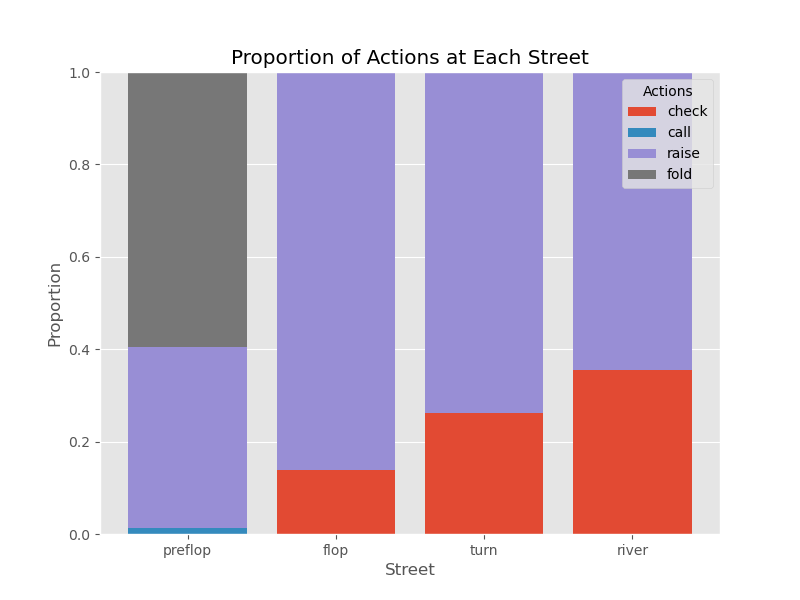 Proportion of Actions at Each Street
Actions
check
call
raise
fold
1.0
0.8
0.6
0.4
0.2
0.0
Proportion
preflop
flop
turn
river
Street